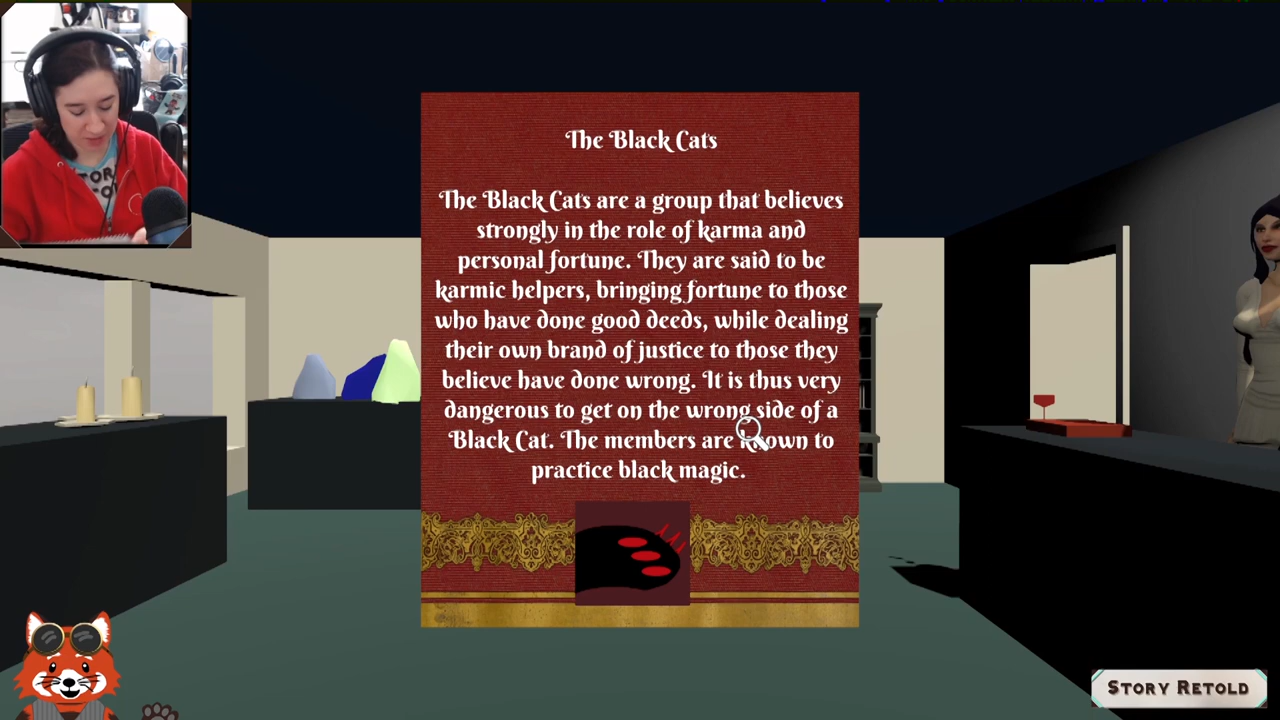 The Black Cats
The Black Cats are a group that believes
strongly in the role of karma and
personal fortune. They are said to be
karmic helpers, bringing fortune to those
who have done good deeds, while dealing
their own brand of justice to those they
believe have done wrong. It is thus very
dangerous to get on the wrong side of a
Black Cat. The members are known to
practice black magic.
STORY RETOLD